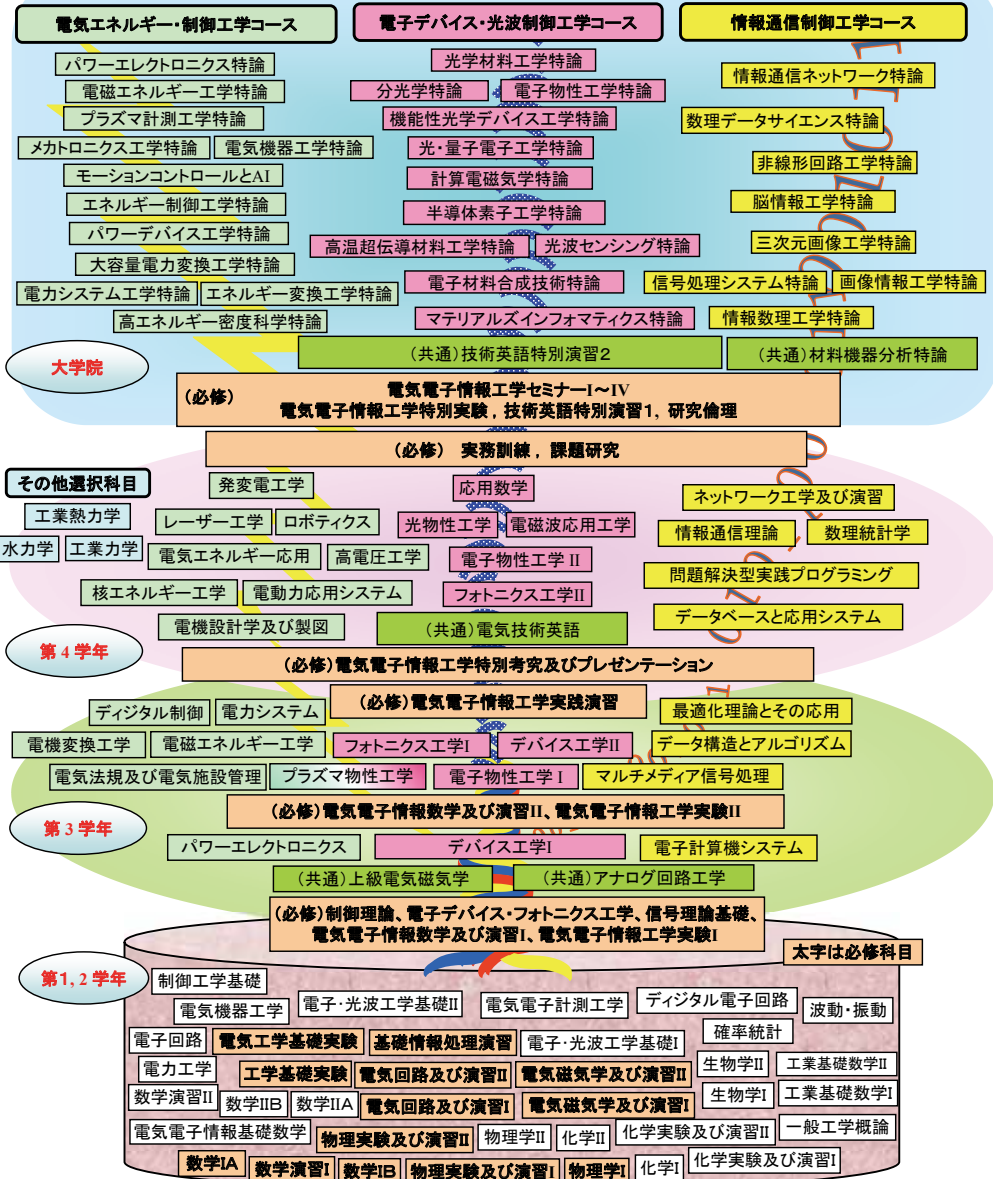 電気エネルギー・制御工学コース
電子デバイス・光波制御工学コース
情報通信制御工学コース
パワーエレクトロニクス特論
電磁エネルギー工学特論
プラズマ計測工学特論
メカトロニクス工学特論
電気機器工学特論
モーションコントロールとAI
エネルギー制御工学特論
パワーデバイス工学特論
大容量電力変換工学特論
電力システム工学特論
エネルギー変換工学特論
高エネルギー密度科学特論
光学材料工学特論
分光学特論
電子物性工学特論
機能性光学デバイス工学特論
光・量子電子工学特論
計算電磁気学特論
半導体素子工学特論
高温超伝導材料工学特論
光波センシング特論
電子材料合成技術特論
マテリアルズインフォマティクス特論
情報通信ネットワーク特論
数理データサイエンス特論
非線形回路工学特論
脳情報工学特論
三次元画像工学特論
信号処理システム特論
画像情報工学特論
情報数理工学特論
大学院
(共通)技術英語特別演習2
(共通)材料機器分析特論
(必修) 電気電子情報工学セミナーI～IV
電気電子情報工学特別実験, 技術英語特別演習1, 研究倫理
(必修) 実務訓練, 課題研究
その他選択科目
工業熱力学
水力学
工業力学
発変電工学
レーザー工学
ロボティクス
電気エネルギー応用
高電圧工学
核エネルギー工学
電動力応用システム
電機設計学及び製図
応用数学
光物性工学
電磁波応用工学
電子物性工学 II
フォトニクス工学II
(共通)電気技術英語
ネットワーク工学及び演習
情報通信理論
数理統計学
問題解決型実践プログラミング
データベースと応用システム
第4学年
(必修)電気電子情報工学特別考究及びプレゼンテーション
(必修)電気電子情報工学実践演習
ディジタル制御
電力システム
最適化理論とその応用
電機変換工学
電磁エネルギー工学
フォトニクス工学I
デバイス工学II
データ構造とアルゴリズム
電気法規及び電気施設管理
プラズマ物性工学
電子物性工学 I
マルチメディア信号処理
第3学年
(必修)電気電子情報数学及び演習II、電気電子情報工学実験II
パワーエレクトロニクス
デバイス工学I
電子計算機システム
(共通)上級電気磁気学
(共通)アナログ回路工学
(必修)制御理論、電子デバイス・フォトニクス工学、信号理論基礎、
電気電子情報数学及び演習I、電気電子情報工学実験I
太字は必修科目
第1, 2学年
制御工学基礎
電気機器工学
電子・光波工学基礎II
電気電子計測工学
ディジタル電子回路
波動・振動
電子回路
電気工学基礎実験
基礎情報処理演習
電子・光波工学基礎I
確率統計
電力工学
工学基礎実験
電気回路及び演習II
電気磁気学及び演習II
生物学II
工業基礎数学II
数学演習II
数学IIB
数学IIA
電気回路及び演習I
電気磁気学及び演習I
生物学I
工業基礎数学I
電気電子情報基礎数学
物理実験及び演習II
物理学II
化学II
化学実験及び演習II
一般工学概論
数学IA
数学演習I
数学IB
物理実験及び演習I
物理学I
化学I
化学実験及び演習I